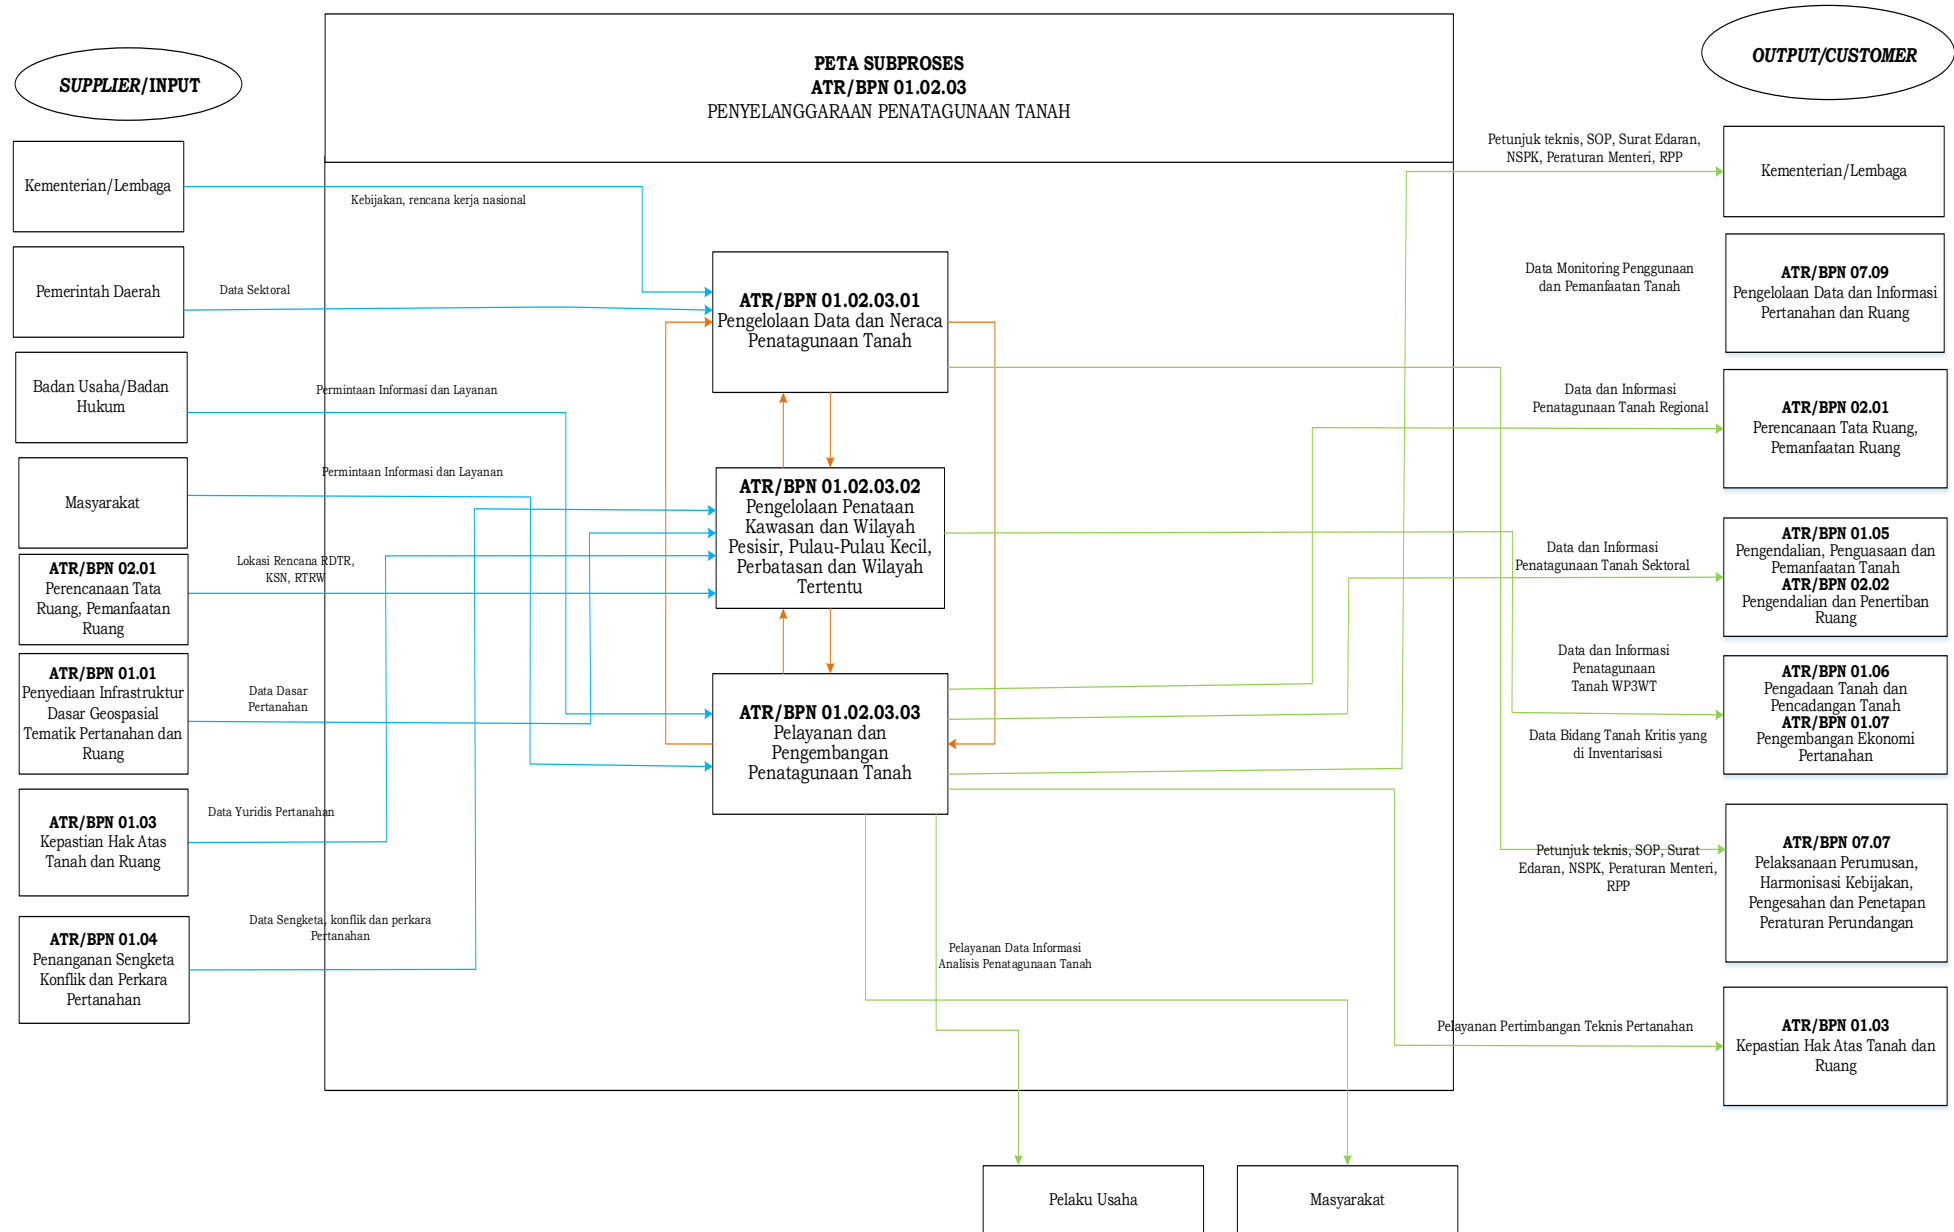 SUPPLIER/INPUT
PETA SUBPROSES
ATR/BPN 01.02.03
PENYELANGGARAAN PENATAGUNAAN TANAH
OUTPUT/CUSTOMER
Kementerian/Lembaga
Pemerintah Daerah
Badan Usaha/Badan
Hukum
Masyarakat
ATR/BPN 02.01
Perencanaan Tata
Ruang, Pemanfaatan
Ruang
ATR/BPN 01.01
Penyediaan Infrastruktur
Dasar Geospasial
Tematik Pertanahan dan
Ruang
ATR/BPN 01.03
Kepastian Hak Atas
Tanah dan Ruang
ATR/BPN 01.04
Penanganan Sengketa
Konflik dan Perkara
Pertanahan
Kebijakan, rencana kerja nasional
Data Sektoral
Permintaan Informasi dan Layanan
Permintaan Informasi dan Layanan
Lokasi Rencana RDTR,
KSN, RTRW
Data Dasar
Pertanahan
Data Yuridis Pertanahan
Data Sengketa, konflik dan perkara
Pertanahan
ATR/BPN 01.02.03.01
Pengelolaan Data dan Neraca
Penatagunaan Tanah
ATR/BPN 01.02.03.02
Pengelolaan Penataan
Kawasan dan Wilayah
Pesisir, Pulau-Pulau Kecil,
Perbatasan dan Wilayah
Tertentu
ATR/BPN 01.02.03.03
Pelayanan dan
Pengembangan
Penatagunaan Tanah
Pelayanan Data Informasi
Analisis Penatagunaan Tanah
Petunjuk teknis, SOP, Surat Edaran,
NSPK, Peraturan Menteri, RPP
Data Monitoring Penggunaan
dan Pemanfaatan Tanah
Data dan Informasi
Penatagunaan Tanah Regional
Data dan Informasi
Penatagunaan Tanah Sektoral
Data dan Informasi
Penatagunaan
Tanah WP3WT
Data Bidang Tanah Kritis yang
di Inventarisasi
Petunjuk teknis, SOP, Surat
Edaran, NSPK, Peraturan Menteri,
RPP
Pelayanan Pertimbangan Teknis Pertanahan
Kementerian/Lembaga
ATR/BPN 07.09
Pengelolaan Data dan Informasi
Pertanahan dan Ruang
ATR/BPN 02.01
Perencanaan Tata Ruang,
Pemanfaatan Ruang
ATR/BPN 01.05
Pengendalian, Penguasaan dan
Pemanfaatan Tanah
ATR/BPN 02.02
Pengendalian dan Penertiban
Ruang
ATR/BPN 01.06
Pengadaan Tanah dan
Pencadangan Tanah
ATR/BPN 01.07
Pengembangan Ekonomi
Pertanahan
ATR/BPN 07.07
Pelaksanaan Perumusan,
Harmonisasi Kebijakan,
Pengesahan dan Penetapan
Peraturan Perundangan
ATR/BPN 01.03
Kepastian Hak Atas Tanah dan
Ruang
Pelaku Usaha
Masyarakat